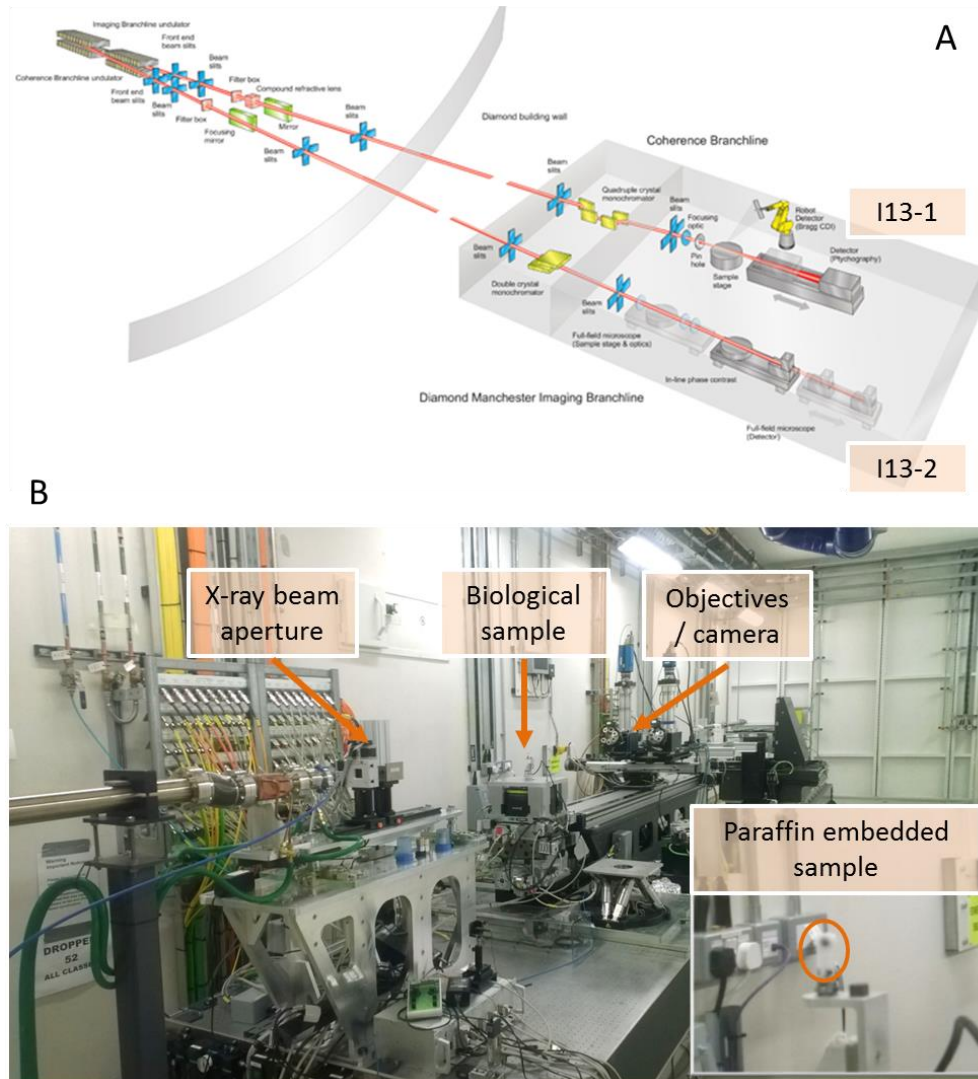 A
Imaging Branchline undulator
Front end
beam slits
Beam
slits
Filter box
Compound refractive lens
Coherence Branchline undulator
Front end
beam slits
Beam
slits
Filter box
Focusing
mirror
Mirror
Beam
slits
Beam
slits
Diamond building wall
Coherence Branchline
Beam
slits
Quadruple crystal
monochromator
Beam
slits
Focusing
optic
Pin
hole
Sample
stage
Robot
Detector
(Bragg CDI)
Detector
(Ptychography)
I13-1
Beam
slits
Double crystal
monochromator
Beam
slits
Full-field microscope
(Sample stage & optics)
In-line phase contrast
Diamond Manchester Imaging Branchline
Full-field microscope
(Detector)
I13-2
B
X-ray beam
aperture
Biological
sample
Objectives
/ camera
Paraffin embedded
sample
Warning
Important Notice
DROPPED
52
ALL CLASSES